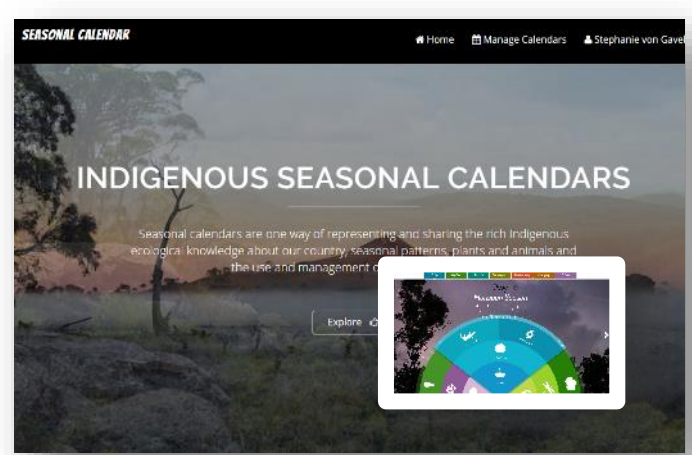 SEASONAL CALENDAR
Home Manage Calendars Stephanie von Gavel
INDIGENOUS SEASONAL CALENDARS
Seasonal calendars are one way of representing and sharing the rich Indigenous
ecological knowledge about our country, seasonal patterns, plants and animals and
the use and management
Explore
Monsoon Season